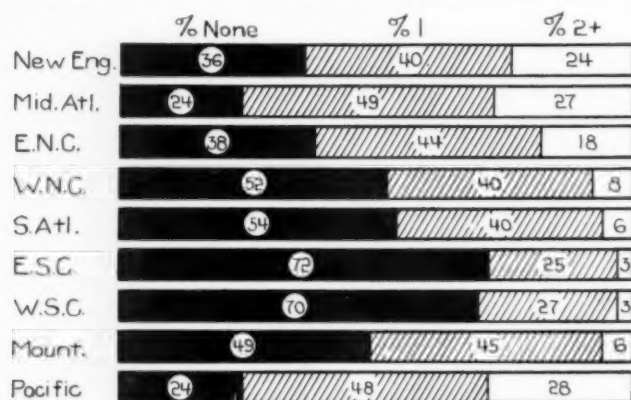 % None % 1 % 2+
New Eng. 36 40 24
Mid. Atl. 24 49 27
E.N.C. 38 44 18
W.N.C. 52 40 8
S. Atl. 54 40 6
E.S.C. 72 25 3
W.S.C. 70 27 3
Mount. 49 45 6
Pacific 24 48 28